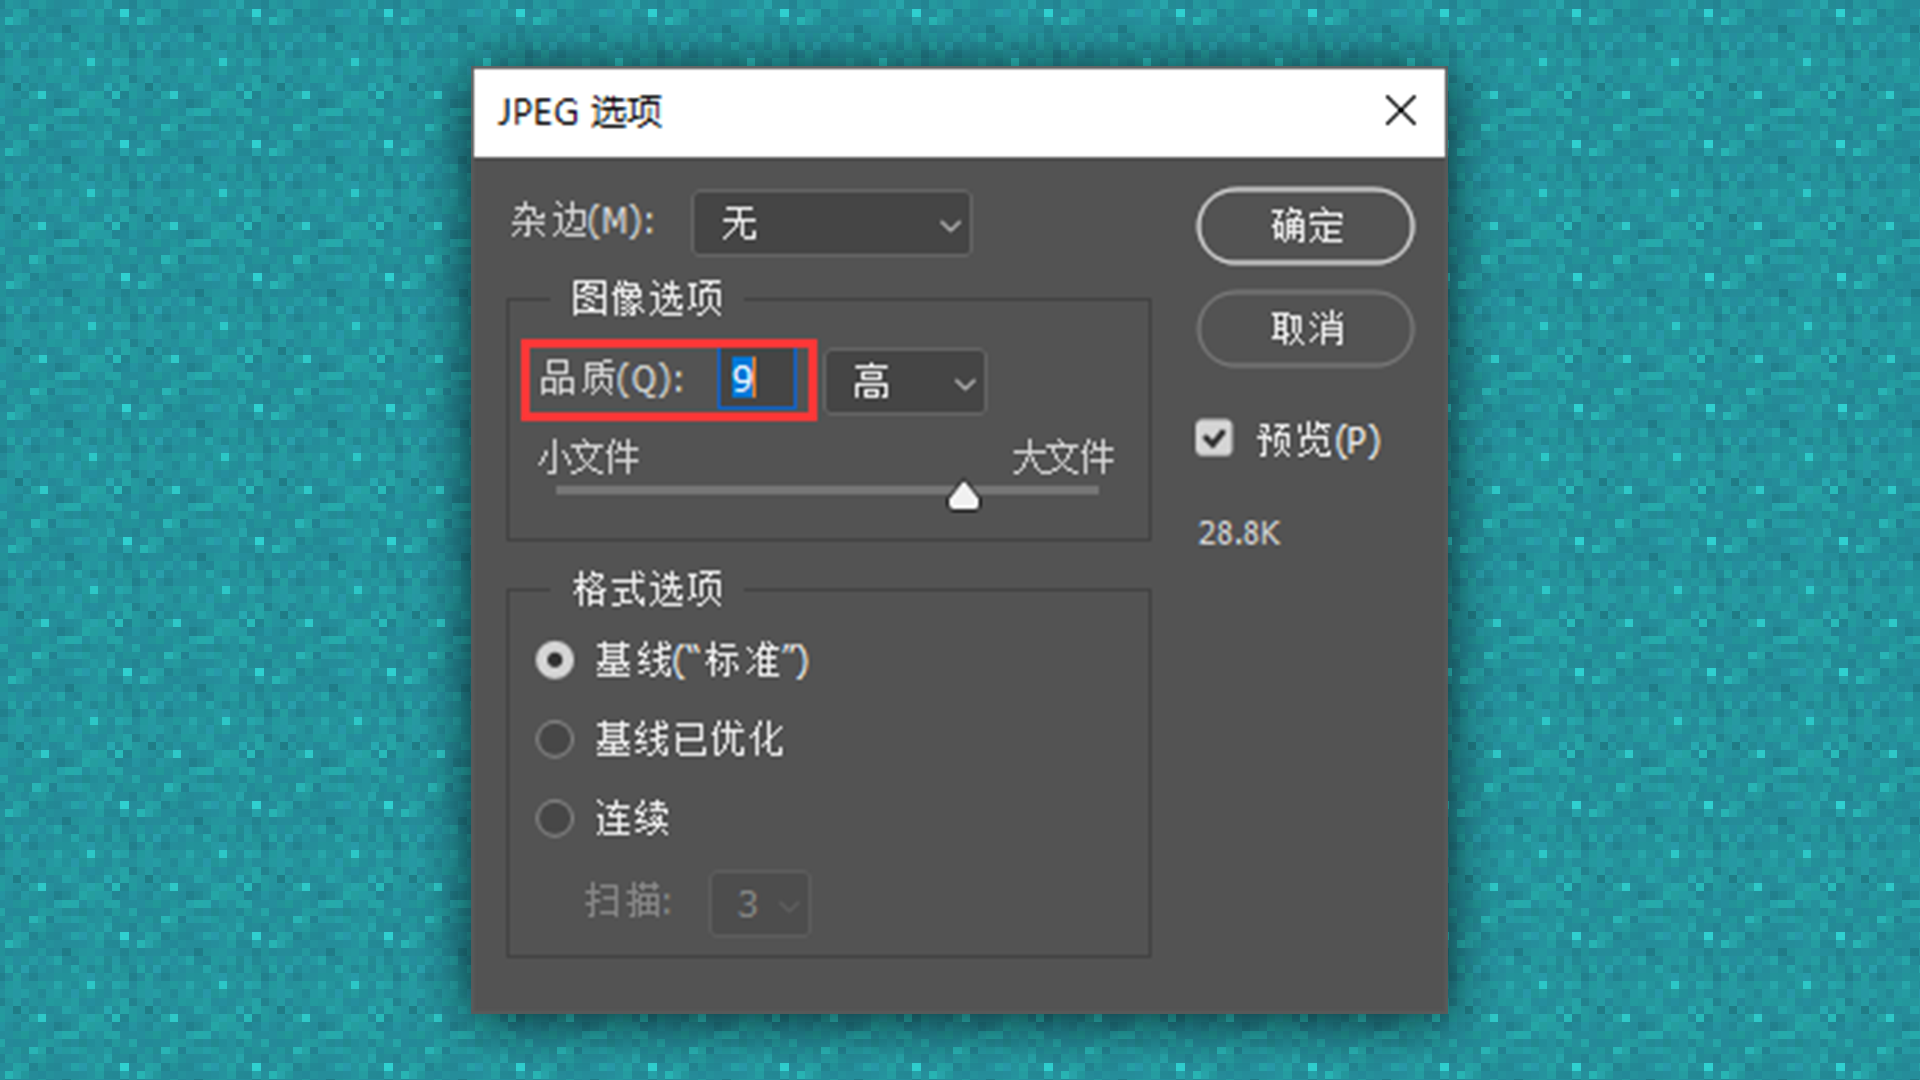 JPEG 选项
杂边(M): 无
确定
图像选项
取消
品质(Q): 9 高
预览(P)
小文件 大文件
28.8K
格式选项
基线(“标准”)
基线已优化
连续
扫描: 3